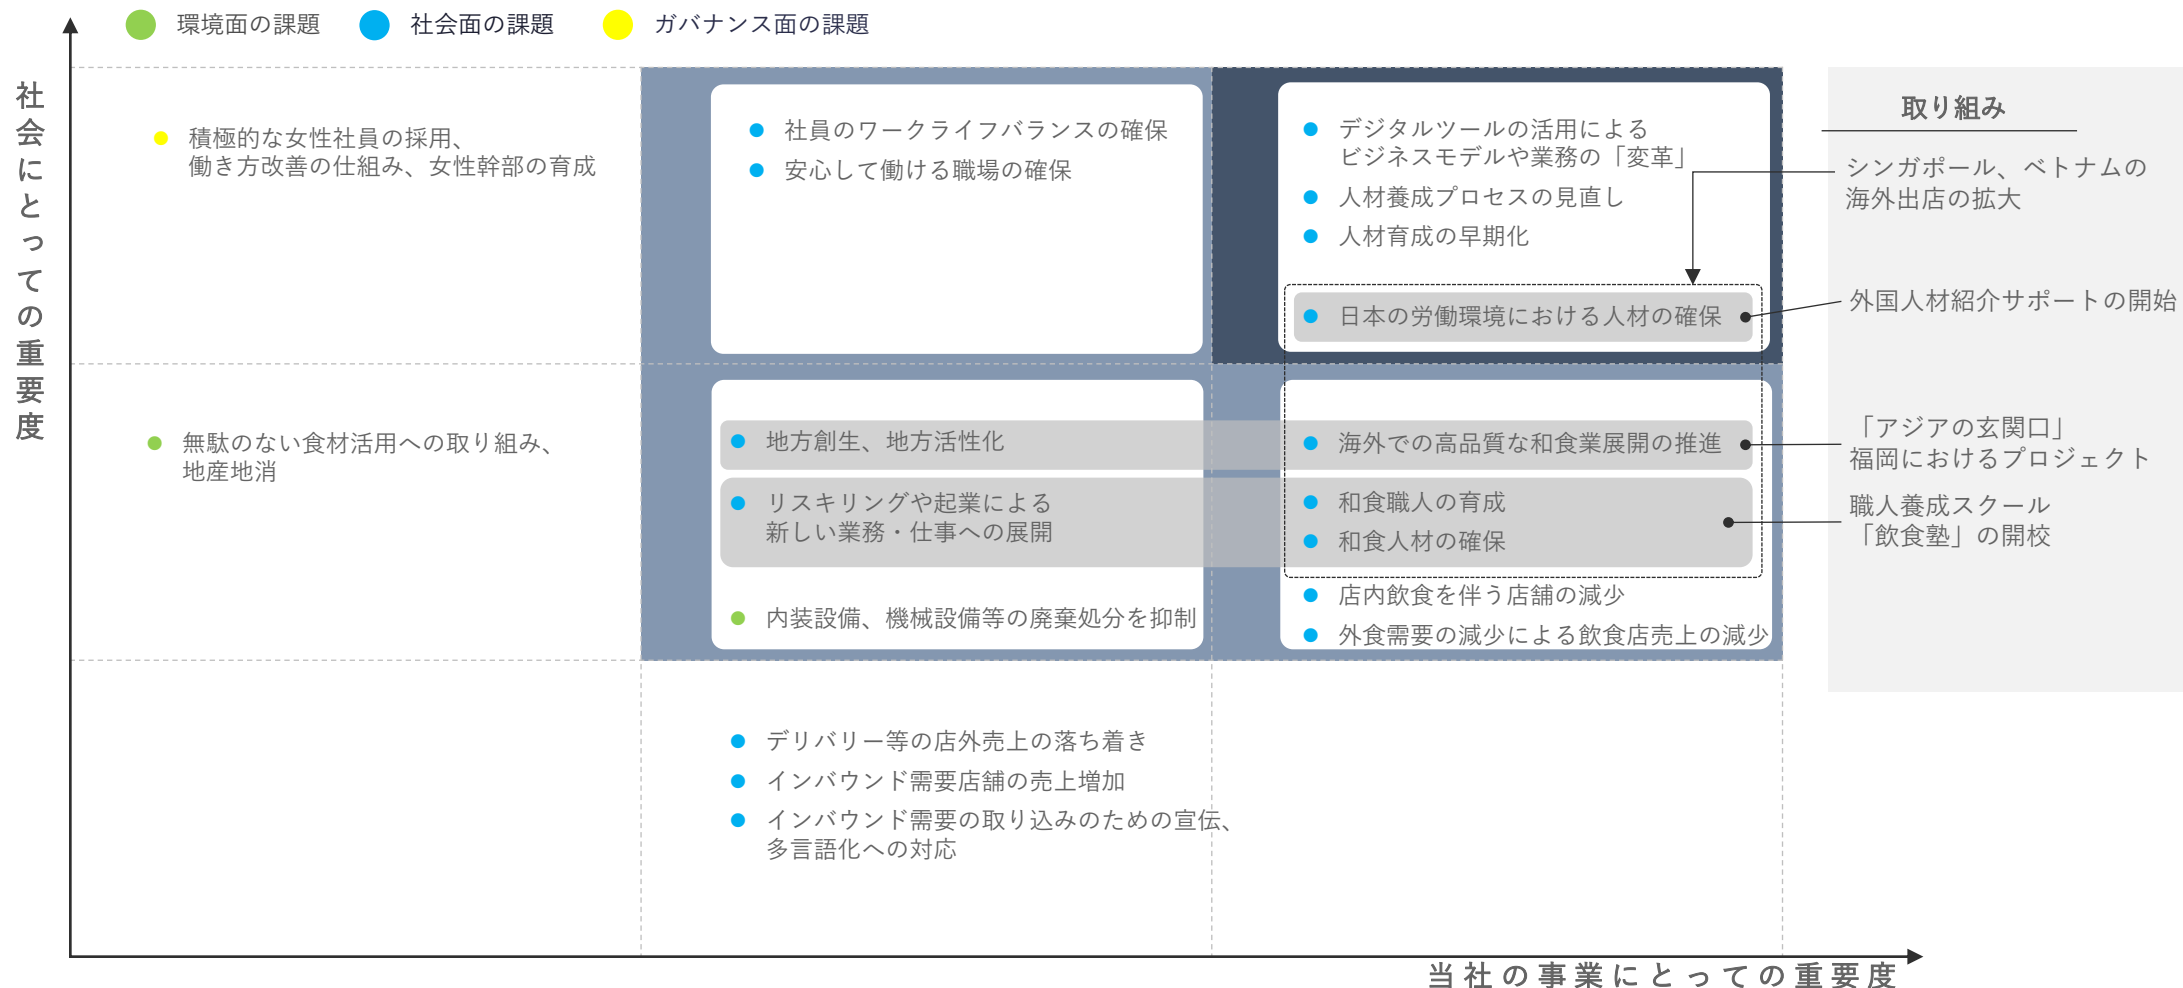 環境面の課題
社会面の課題
ガバナンス面の課題
社会にとっての重要度
積極的な女性社員の採用、
働き方改善の仕組み、女性幹部の育成
社員のワークライフバランスの確保
安心して働ける職場の確保
デジタルツールの活用による
ビジネスモデルや業務の「変革」
人材養成プロセスの見直し
人材育成の早期化
日本の労働環境における人材の確保
無駄のない食材活用への取り組み、
地産地消
地方創生、地方活性化
リスキリングや起業による
新しい業務・仕事への展開
内装設備、機械設備等の廃棄処分を抑制
海外での高品質な和食業展開の推進
和食職人の育成
和食人材の確保
店内飲食を伴う店舗の減少
外食需要の減少による飲食店売上の減少
デリバリー等の店外売上の落ち着き
インバウンド需要店舗の売上増加
インバウンド需要の取り込みのための宣伝、
多言語化への対応
取り組み
シンガポール、ベトナムの
海外出店の拡大
外国人材紹介サポートの開始
「アジアの玄関口」
福岡におけるプロジェクト
職人養成スクール
「飲食塾」の開校
当社の事業にとっての重要度